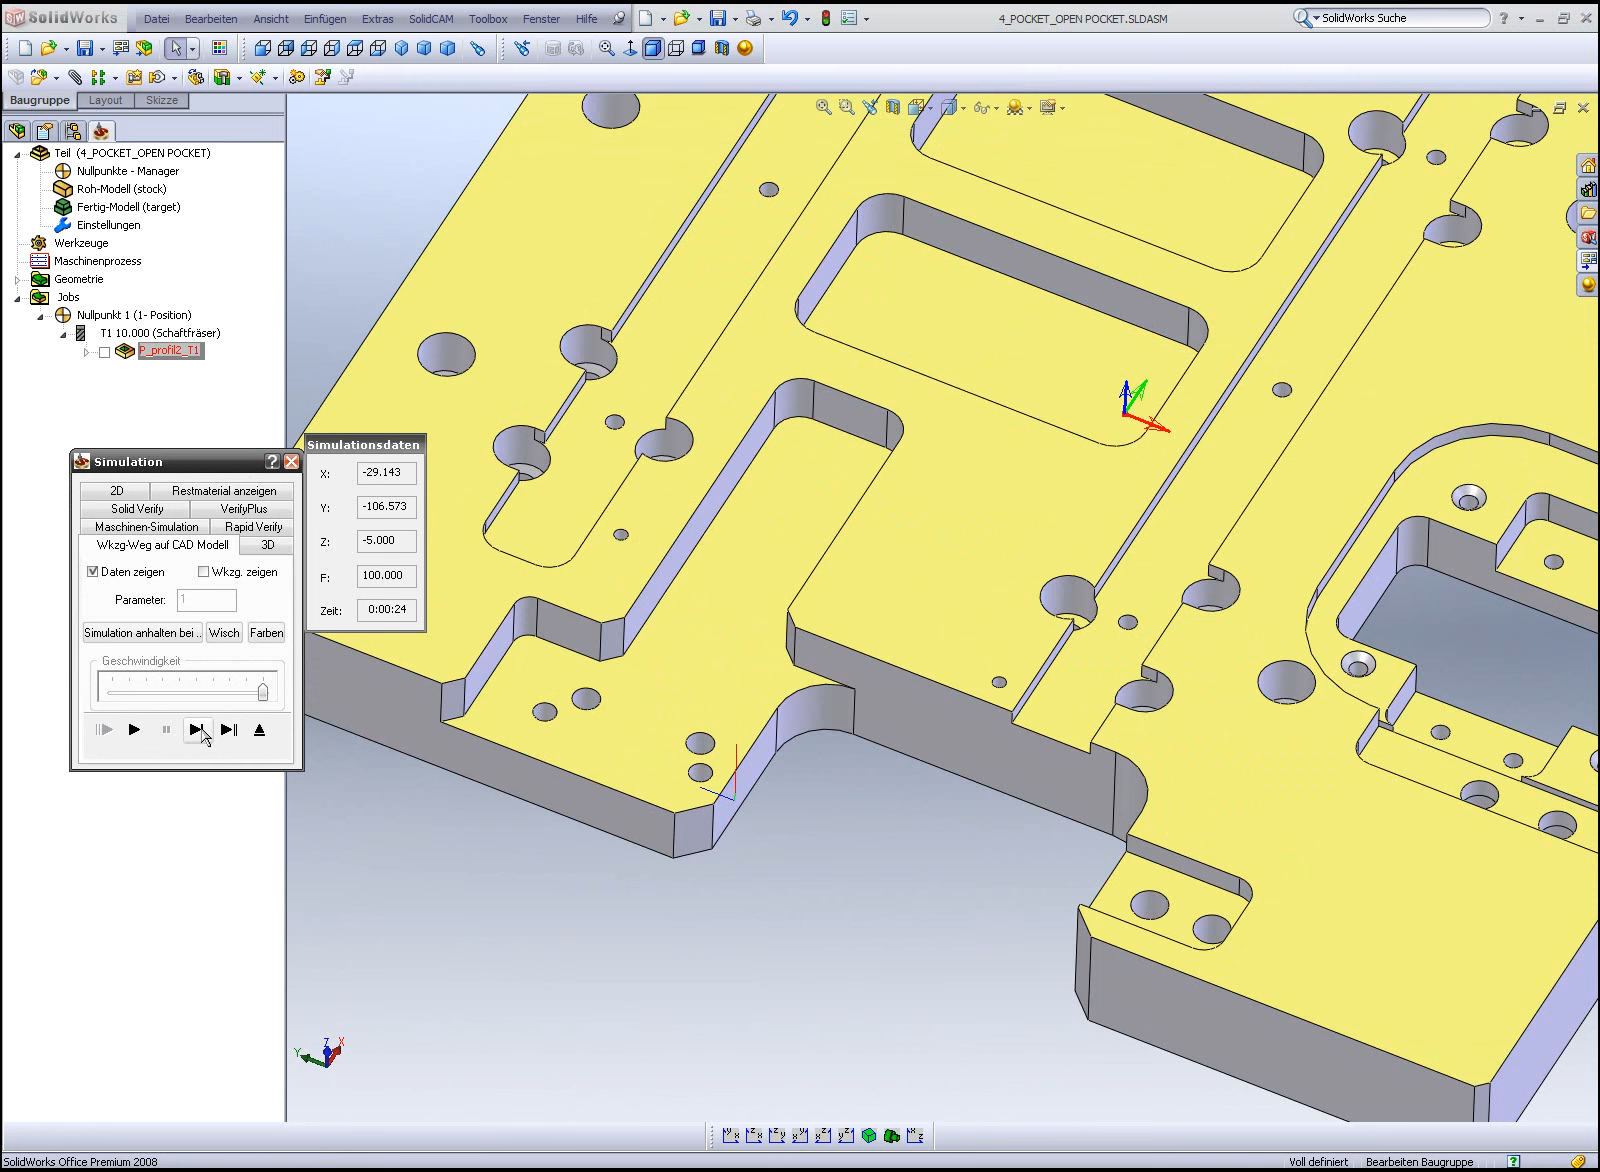 SolidWorks Datei Bearbeiten Ansicht Einfügen Extras SolidCAM Toolbox Fenster Hilfe 4_POCKET_OPEN POCKET.SLDASM SolidWorks Suche ?
Baugruppe Layout Skizze
Teil (4_POCKET_OPEN POCKET)
Nullpunkte - Manager
Roh-Modell (stock)
Fertig-Modell (target)
Einstellungen
Werkzeuge
Maschinenprozess
Geometrie
Jobs
Nullpunkt 1 (1- Position)
T1 10.000 (Schaftfräser)
P_profil2_T1
Simulation ?
2D Restmaterial anzeigen
Solid Verify VerifyPlus
Maschinen-Simulation Rapid Verify
Wkzg-Weg auf CAD Modell 3D
Daten zeigen Wkzg. zeigen
Parameter: 1
Simulation anhalten bei .. Wisch Farben
Geschwindigkeit
Simulationsdaten
X: -29.143
Y: -106.573
Z: -5.000
F: 100.000
Zeit: 0:00:24
Z X
Y
SolidWorks Office Premium 2008 Voll definiert Bearbeiten Baugruppe ?